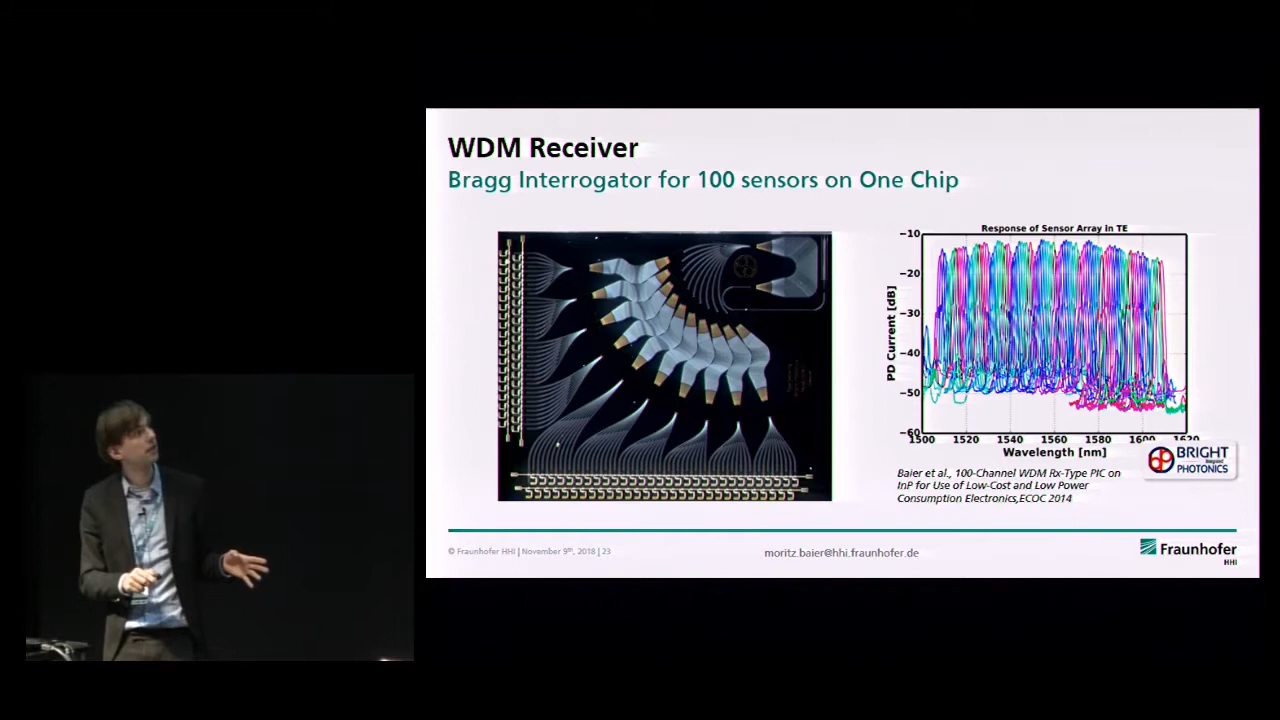 WDM Receiver
Bragg Interrogator for 100 sensors on One Chip
Response of Sensor Array in TE
−10
−20
−30
−40
−50
−60
PD Current [dB]
1500 1520 1540 1560 1580 1600 1620
Wavelength [nm]
BRIGHT
PHOTONICS
Baier et al., 100-Channel WDM Rx-Type PIC on
InP for Use of Low-Cost and Low Power
Consumption Electronics,ECOC 2014
© Fraunhofer HHI | November 9th, 2018 | 23
moritz.baier@hhi.fraunhofer.de
Fraunhofer
HHI